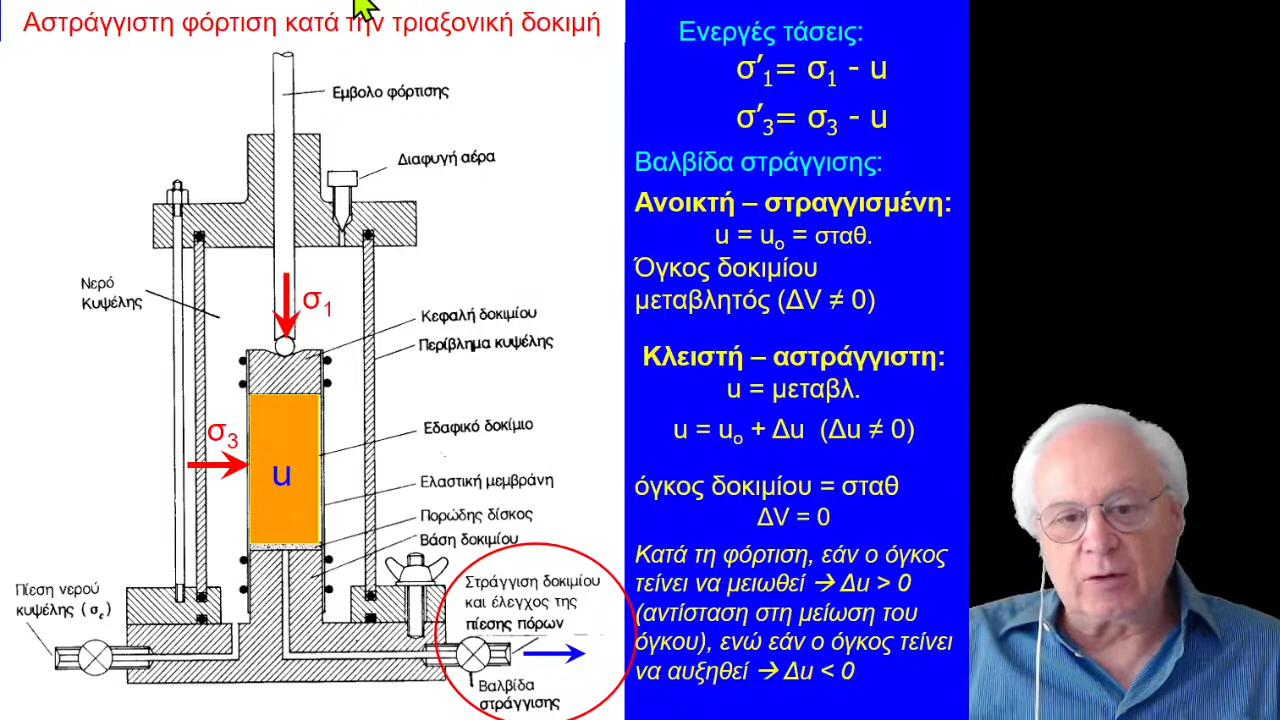 Αστράγγιστη φόρτιση κατά την τριαξονική δοκιμή
Εμβολο φόρτισης
Διαφυγή αέρα
Νερό
Κυψέλης
σ1
Κεφαλή δοκιμίου
Περίβλημα κυψέλης
σ3
u
Εδαφικό δοκίμιο
Ελαστική μεμβράνη
Πορώδης δίσκος
Βάση δοκιμίου
Πίεση νερού
κυψέλης (σc)
Στράγγιση δοκιμίου
και έλεγχος της
πίεσης πόρων
Βαλβίδα
στράγγισης
Ενεργές τάσεις:
σ′1= σ1 - u
σ′3= σ3 - u
Βαλβίδα στράγγισης:
Ανοικτή – στραγγισμένη:
u = uo = σταθ.
Όγκος δοκιμίου
μεταβλητός (ΔV ≠ 0)
Κλειστή – αστράγγιστη:
u = μεταβλ.
u = uo + Δu (Δu ≠ 0)
όγκος δοκιμίου = σταθ
ΔV = 0
Κατά τη φόρτιση, εάν ο όγκος
τείνει να μειωθεί → Δu > 0
(αντίσταση στη μείωση του
όγκου), ενώ εάν ο όγκος τείνει
να αυξηθεί → Δu < 0